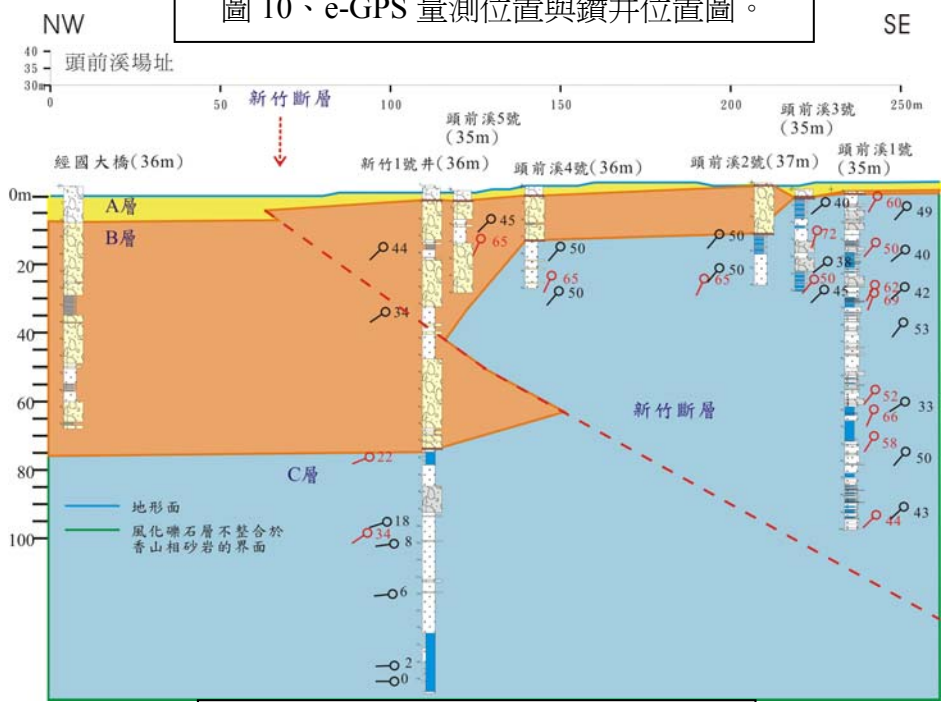 圖 10、e-GPS 量測位置與鑽井位置圖。
NW
SE
40
35
30m
頭前溪場址
0
50
100
150
200
250m
新竹斷層
頭前溪5號
(35m)
頭前溪3號
(35m)
經國大橋(36m)
新竹1號井(36m)
頭前溪4號(36m)
頭前溪2號(37m)
頭前溪1號
(35m)
0m
20
40
60
80
100
A層
B層
C層
新竹斷層
44
34
45
65
50
65
50
50
50
65
40
72
38
50
45
60
49
50
40
62
69
42
53
52
66
33
58
50
44
43
22
18
34
8
6
2
0
地形面
風化礫石層不整合於
香山相砂岩的界面